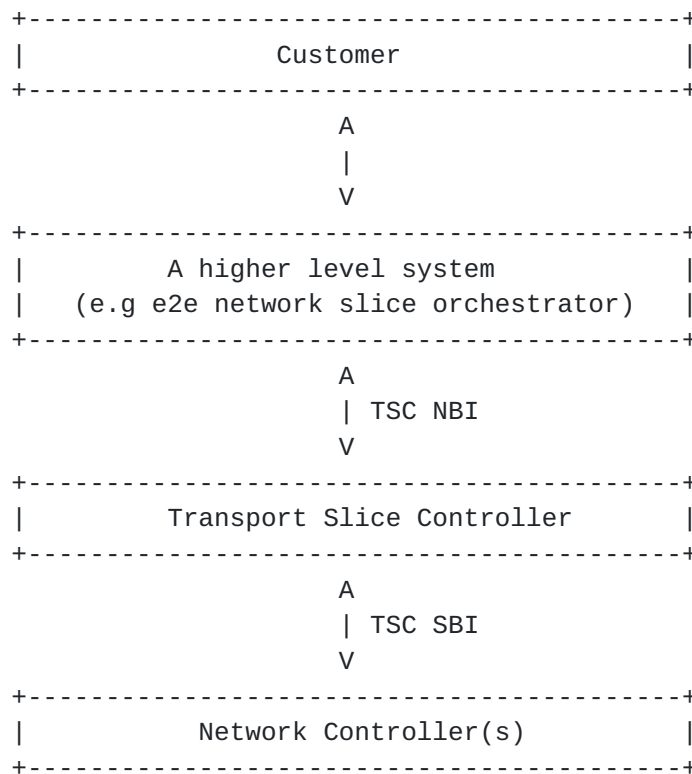 +------------------------------------------+
|                Customer                  |
+------------------------------------------+
A
|
V
+------------------------------------------+
|         A higher level system            |
|   (e.g e2e network slice orchestrator)   |
+------------------------------------------+
A
| TSC NBI
V
+------------------------------------------+
|         Transport Slice Controller       |
+------------------------------------------+
A
| TSC SBI
V
+------------------------------------------+
|           Network Controller(s)          |
+------------------------------------------+